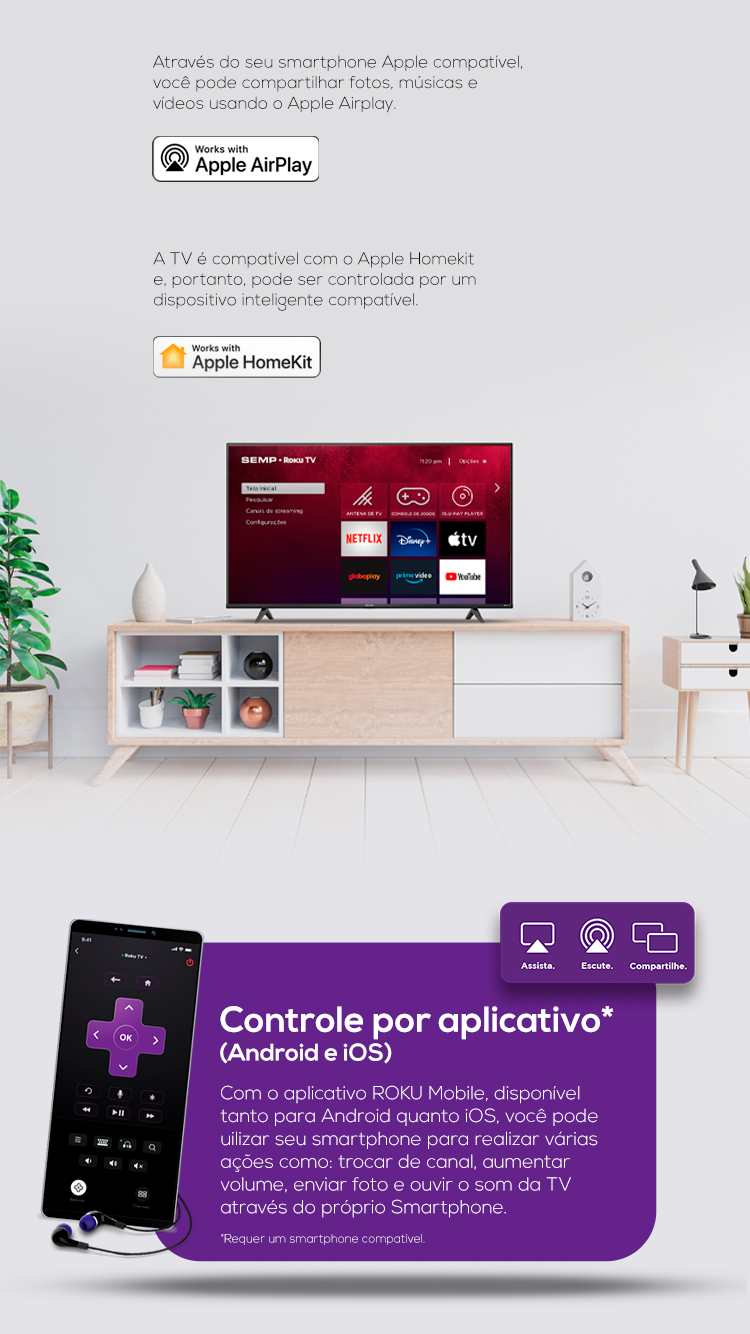 Através do seu smartphone Apple compatível,
você pode compartilhar fotos, músicas e
vídeos usando o Apple Airplay.
Works with
Apple AirPlay
A TV é compatível com o Apple Homekit
e, portanto, pode ser controlada por um
dispositivo inteligente compatível.
Works with
Apple HomeKit
SEMP • Roku TV
11:20 pm | Opções
Tela inicial
Pesquisar
Canais de streaming
Configurações
ANTENA DE TV
CONSOLE DE JOGOS
BLU-RAY PLAYER
NETFLIX
Disney+
tv
globoplay
prime video
YouTube
Assista.
Escute.
Compartilhe.
9:41
Roku TV
OK
Controle por aplicativo*
(Android e iOS)
Com o aplicativo ROKU Mobile, disponível
tanto para Android quanto iOS, você pode
uilizar seu smartphone para realizar várias
ações como: trocar de canal, aumentar
volume, enviar foto e ouvir o som da TV
através do próprio Smartphone.
*Requer um smartphone compatível.